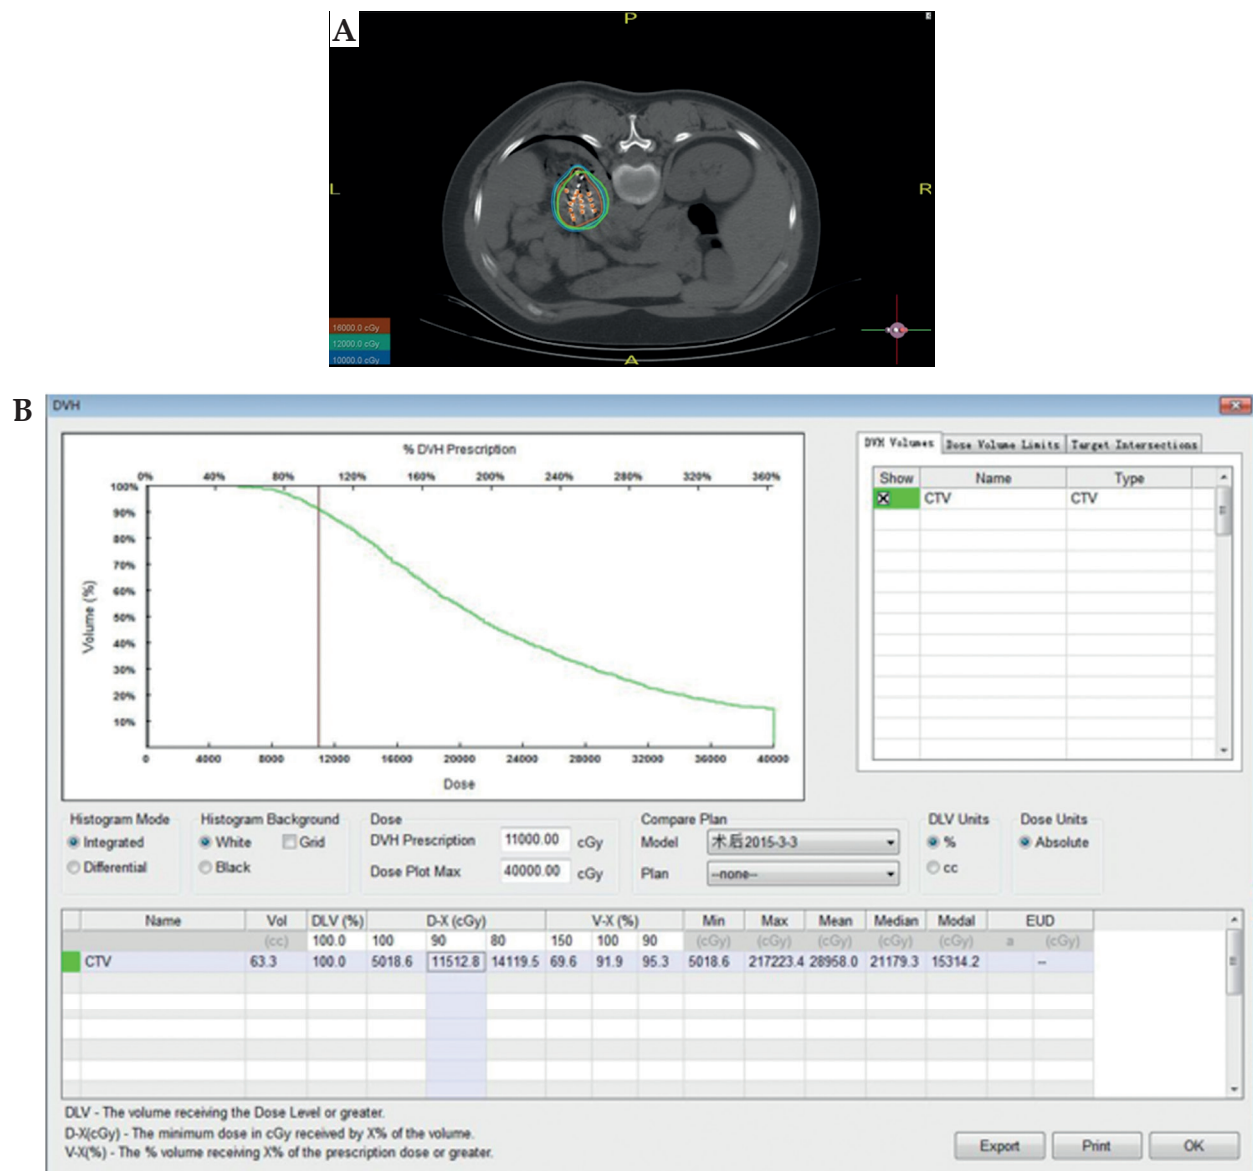 A
P
L
R
16000.0 cGy
12000.0 cGy
10000.0 cGy
A
B
DVH
% DVH Prescription
0% 40% 80% 120% 160% 200% 240% 280% 320% 360%
100%
90%
80%
70%
60%
50%
40%
30%
20%
10%
Volume (%)
0 4000 8000 12000 16000 20000 24000 28000 32000 36000 40000
Dose
DVH Volumes Dose Volume Limits Target Intersections
Show Name Type
CTV CTV
Histogram Mode Histogram Background Dose Compare Plan DLV Units Dose Units
Integrated White Grid DVH Prescription 11000.00 cGy Model 术后2015-3-3 % Absolute
Differential Black Dose Plot Max 40000.00 cGy Plan --none-- cc
Name Vol DLV (%) D-X (cGy) V-X (%) Min Max Mean Median Modal EUD
(cc) 100.0 100 90 80 150 100 90 (cGy) (cGy) (cGy) (cGy) (cGy) a (cGy)
CTV 63.3 100.0 5018.6 11512.8 14119.5 69.6 91.9 95.3 5018.6 217223.4 28958.0 21179.3 15314.2 --
DLV - The volume receiving the Dose Level or greater.
D-X(cGy) - The minimum dose in cGy received by X% of the volume.
V-X(%) - The % volume receiving X% of the prescription dose or greater.
Export Print OK